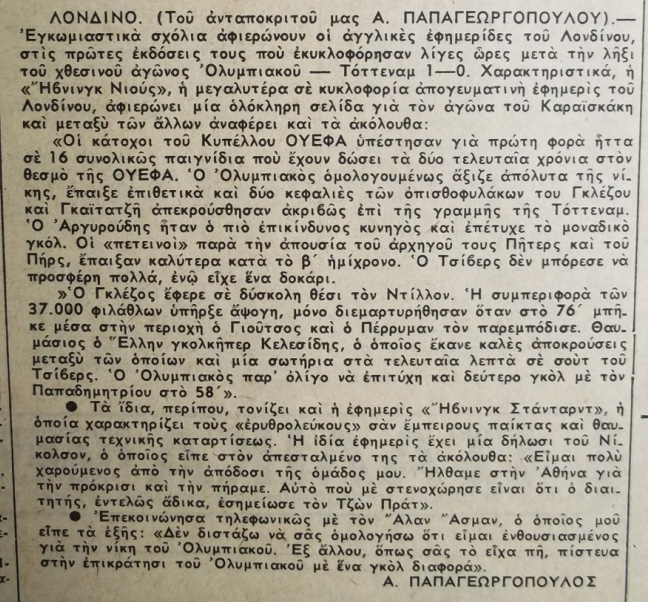 ΛΟΝΔΙΝΟ. (Τοῦ ἀνταποκριτοῦ μας Α. ΠΑΠΑΓΕΩΡΓΟΠΟΥΛΟΥ).—
Ἐγκωμιαστικὰ σχόλια ἀφιερώνουν οἱ ἀγγλικὲς ἐφημερίδες τοῦ Λονδίνου,
στὶς πρῶτες ἐκδόσεις τους ποὺ ἐκυκλοφόρησαν λίγες ὧρες μετὰ τὴν λῆξι
τοῦ χθεσινοῦ ἀγῶνος Ὀλυμπιακοῦ — Τόττεναμ 1—0. Χαρακτηριστικά, ἡ
«Ἤβνινγκ Νιούς», ἡ μεγαλυτέρα σὲ κυκλοφορία ἀπογευματινὴ ἐφημερὶς τοῦ
Λονδίνου, ἀφιερώνει μία ὁλόκληρη σελίδα γιὰ τὸν ἀγῶνα τοῦ Καραϊσκάκη
καὶ μεταξὺ τῶν ἄλλων ἀναφέρει καὶ τὰ ἀκόλουθα:
«Οἱ κάτοχοι τοῦ Κυπέλλου ΟΥΕΦΑ ὑπέστησαν γιὰ πρώτη φορὰ ἥττα
σὲ 16 συνολικῶς παιγνίδια ποὺ ἔχουν δώσει τὰ δύο τελευταῖα χρόνια στὸν
θεσμὸ τῆς ΟΥΕΦΑ. Ὁ Ὀλυμπιακὸς ὁμολογουμένως ἄξιζε ἀπόλυτα τῆς νί-
κης, ἔπαιξε ἐπιθετικὰ καὶ δύο κεφαλιὲς τῶν ὀπισθοφυλάκων του Γκλέζου
καὶ Γκαϊτατζῆ ἀπεκρούσθησαν ἀκριβῶς ἐπὶ τῆς γραμμῆς τῆς Τόττεναμ.
Ὁ Ἀργυρούδης ἦταν ὁ πιὸ ἐπικίνδυνος κυνηγὸς καὶ ἐπέτυχε τὸ μοναδικὸ
γκόλ. Οἱ «πετεινοὶ» παρὰ τὴν ἀπουσία τοῦ ἀρχηγοῦ τους Πῆτερς καὶ τοῦ
Πήρς, ἔπαιξαν καλύτερα κατὰ τὸ β΄ ἡμίχρονο. Ὁ Τσίβερς δὲν μπόρεσε νὰ
προσφέρη πολλά, ἐνῷ εἶχε ἕνα δοκάρι.
»Ὁ Γκλέζος ἔφερε σὲ δύσκολη θέσι τὸν Ντίλλον. Ἡ συμπεριφορὰ τῶν
37.000 φιλάθλων ὑπῆρξε ἄψογη, μόνο διεμαρτυρήθησαν ὅταν στὸ 76΄ μπῆ-
κε μέσα στὴν περιοχὴ ὁ Γιοῦτσος καὶ ὁ Πέρρυμαν τὸν παρεμπόδισε. Θαυ-
μάσιος ὁ Ἕλλην γκολκῆπερ Κελεσίδης, ὁ ὁποῖος ἔκανε καλὲς ἀποκρούσεις
μεταξὺ τῶν ὁποίων καὶ μία σωτήρια στὰ τελευταῖα λεπτὰ σὲ σοὺτ τοῦ
Τσίβερς. Ὁ Ὀλυμπιακὸς παρ' ὀλίγο νὰ ἐπιτύχη καὶ δεύτερο γκὸλ μὲ τὸν
Παπαδημητρίου στὸ 58΄».
● Τὰ ἴδια, περίπου, τονίζει καὶ ἡ ἐφημερὶς «Ἤβνινγκ Στάνταρντ», ἡ
ὁποία χαρακτηρίζει τοὺς «ἐρυθρολεύκους» σὰν ἔμπειρους παίκτας καὶ θαυ-
μασίας τεχνικῆς καταρτίσεως. Ἡ ἰδία ἐφημερὶς ἔχει μία δήλωσι τοῦ Νί-
κολσον, ὁ ὁποῖος εἶπε στὸν ἀπεσταλμένο της τὰ ἀκόλουθα: «Εἶμαι πολὺ
χαρούμενος ἀπὸ τὴν ἀπόδοσι τῆς ὁμάδος μου. Ἤλθαμε στὴν Ἀθήνα γιὰ
τὴν πρόκρισι καὶ τὴν πήραμε. Αὐτὸ ποὺ μὲ στενοχώρησε εἶναι ὅτι ὁ διαι-
τητής, ἐντελῶς ἄδικα, ἐσημείωσε τὸν Τζὼν Πράτ».
● Ἐπεκοινώνησα τηλεφωνικῶς μὲ τὸν Ἄλαν Ἄσμαν, ὁ ὁποῖος μοῦ
εἶπε τὰ ἑξῆς: «Δὲν διστάζω νὰ σᾶς ὁμολογήσω ὅτι εἶμαι ἐνθουσιασμένος
γιὰ τὴν νίκη τοῦ Ὀλυμπιακοῦ. Ἐξ ἄλλου, ὅπως σᾶς τὸ εἶχα πῆ, πίστευα
στὴν ἐπικράτησι τοῦ Ὀλυμπιακοῦ μὲ ἕνα γκὸλ διαφορά».
Α. ΠΑΠΑΓΕΩΡΓΟΠΟΥΛΟΣ